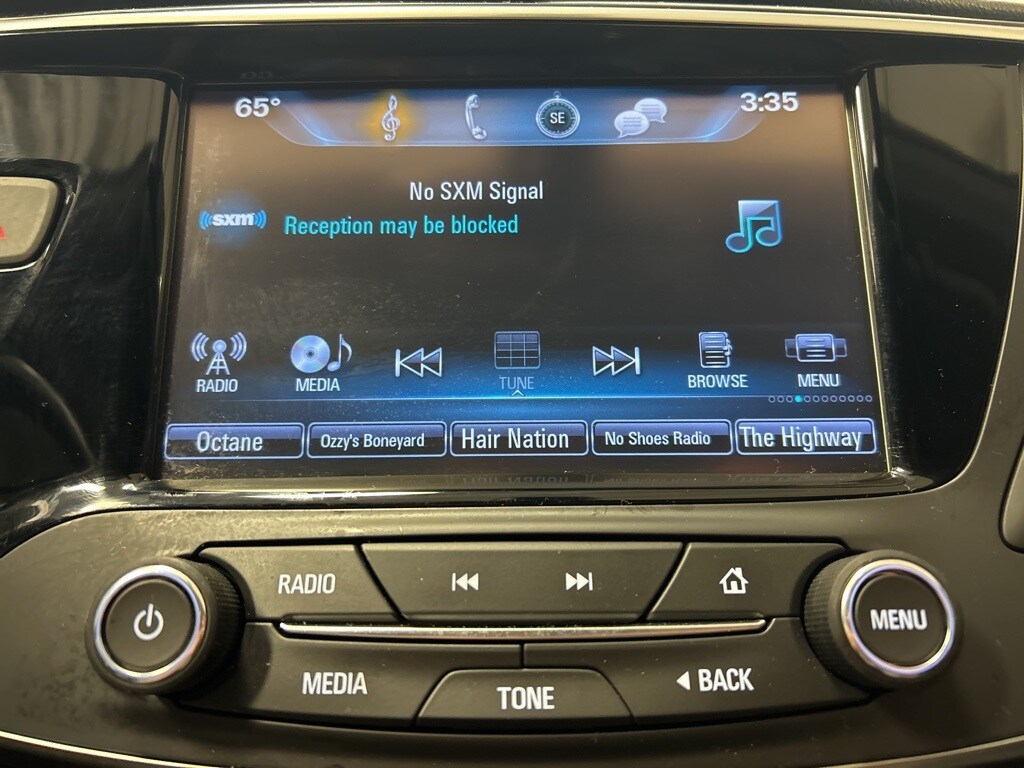 65° SE 3:35
No SXM Signal
((sxm))
Reception may be blocked
RADIO MEDIA TUNE BROWSE MENU
Octane Ozzy's Boneyard Hair Nation No Shoes Radio The Highway
RADIO
MENU
MEDIA TONE BACK